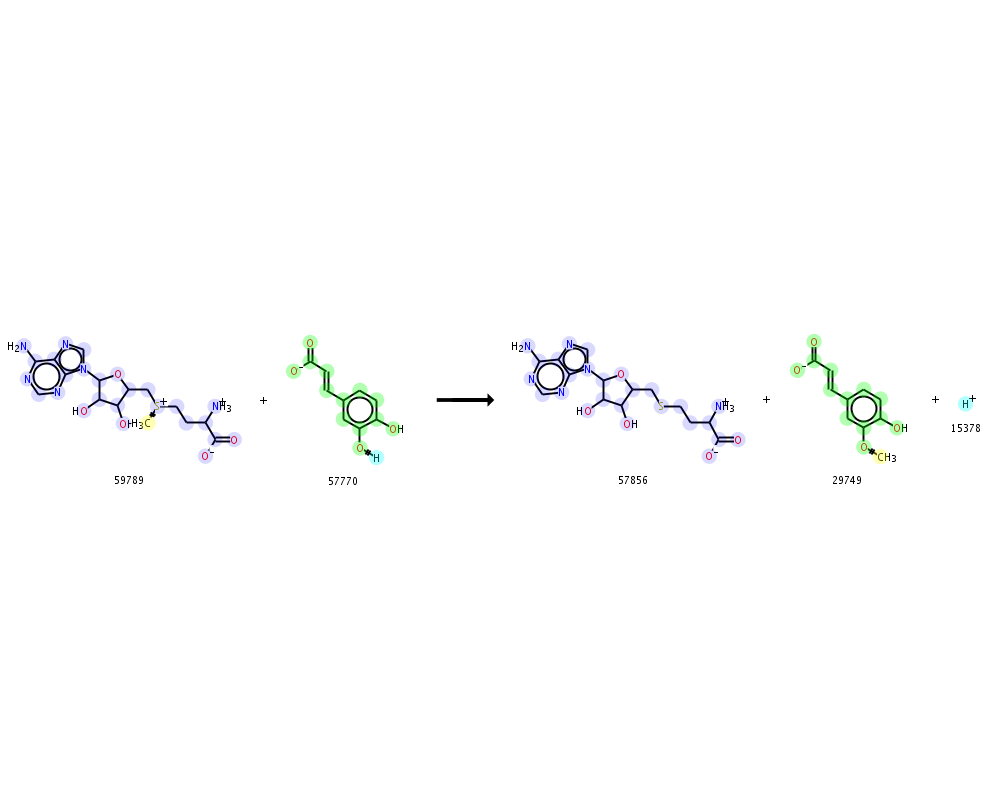 H2N N N N N O HO OH S+ H3C NH3+ O O-
59789
+
O O- OH O H
57770
H2N N N N N O HO OH S NH3+ O O-
57856
+
O O- OH O CH3
29749
+
H+
15378